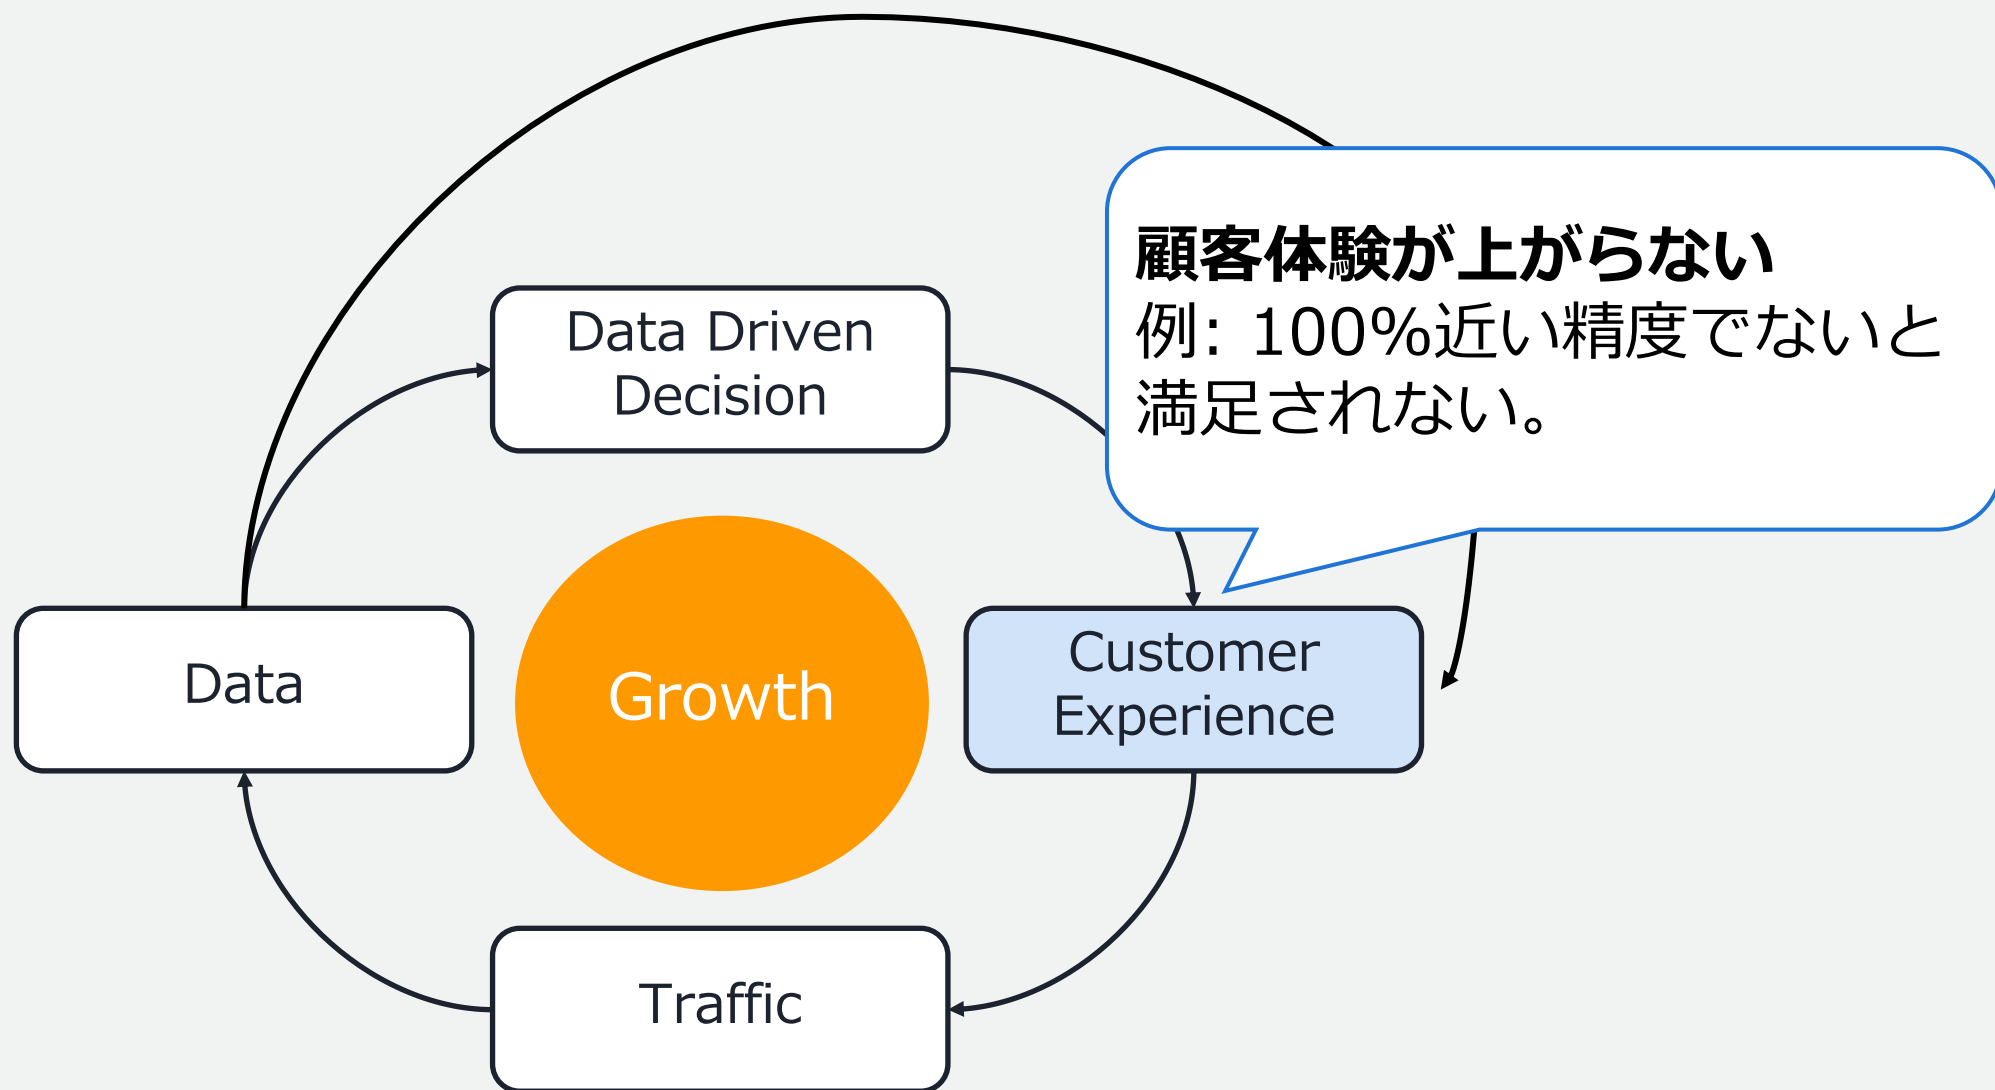 顧客体験が上がらない
例: 100%近い精度でないと
満足されない。
Data Driven
Decision
Data
Growth
Customer
Experience
Traffic